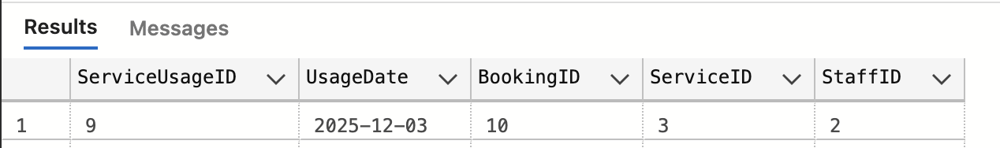 Results Messages
ServiceUsageID UsageDate BookingID ServiceID StaffID
1 9 2025-12-03 10 3 2